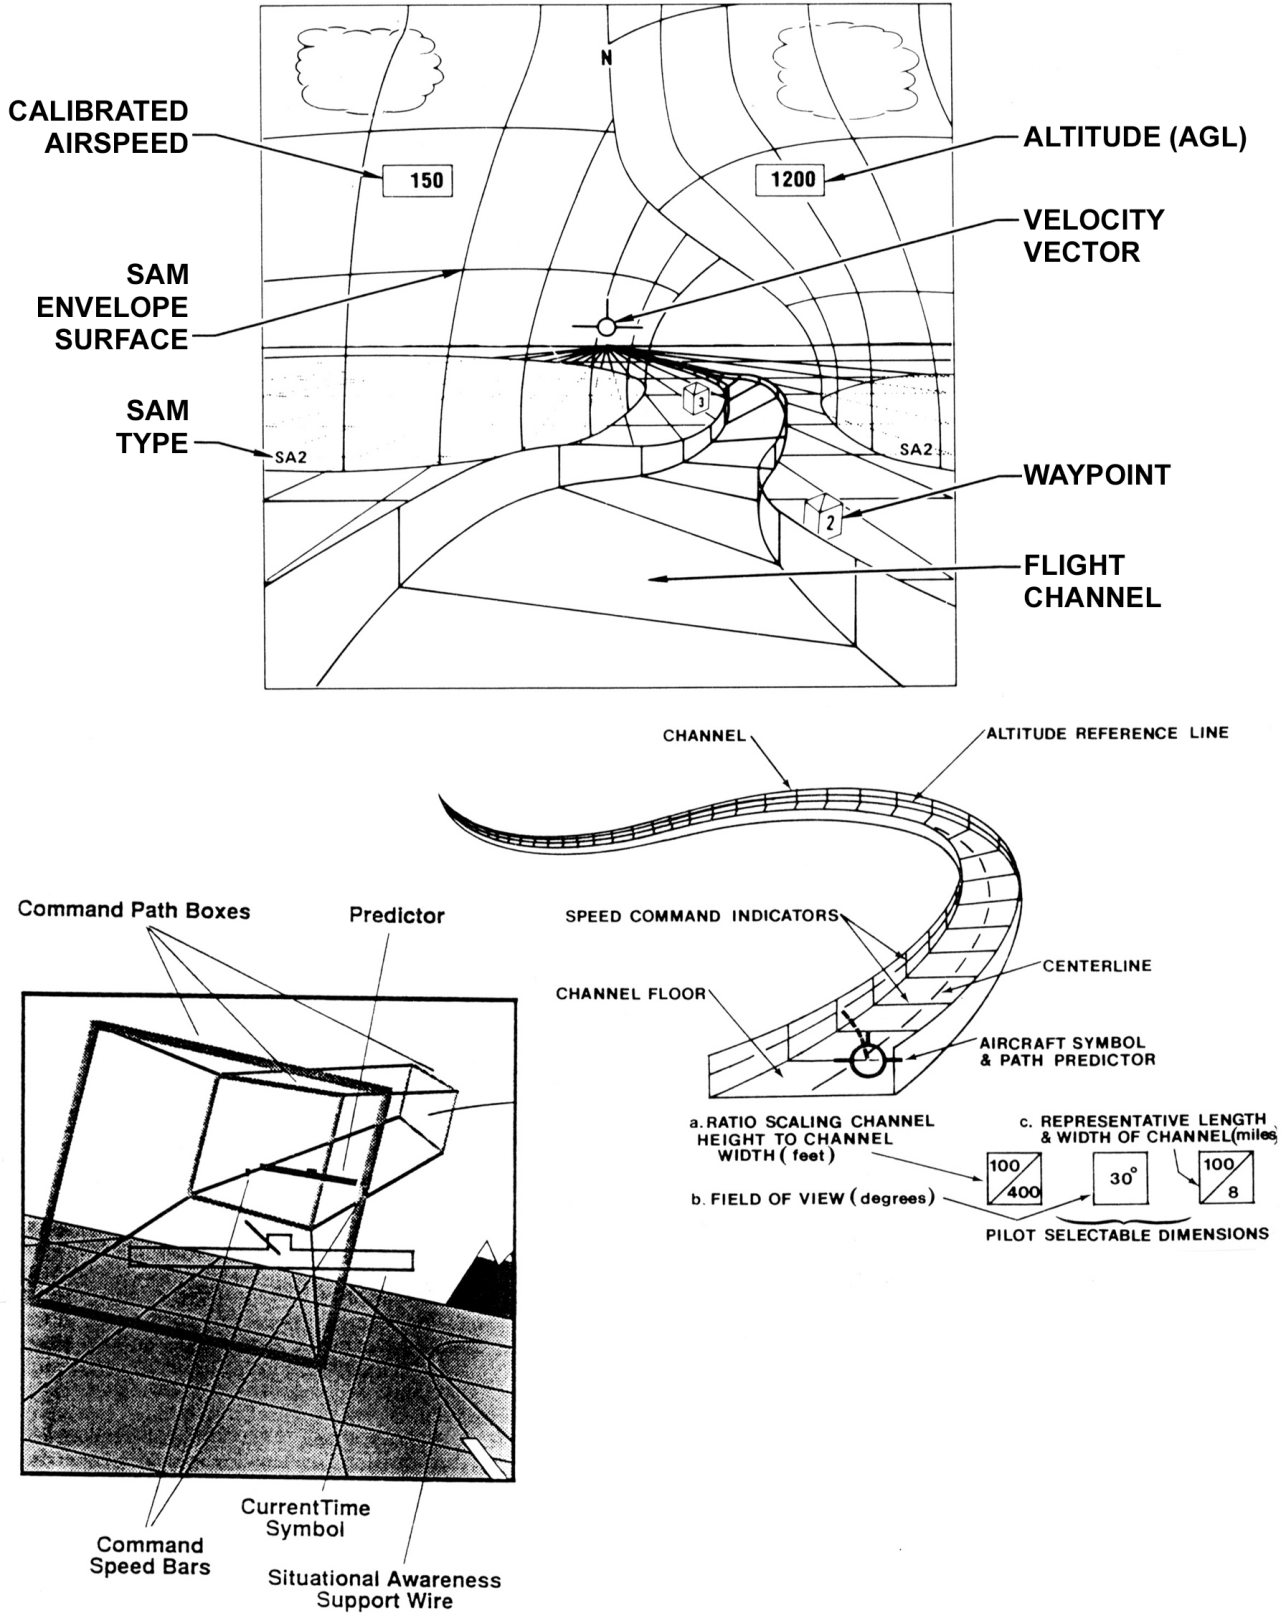 N
CALIBRATED
AIRSPEED
150
1200
ALTITUDE (AGL)
VELOCITY
VECTOR
SAM
ENVELOPE
SURFACE
3
SAM
TYPE
SA2
SA2
WAYPOINT
2
FLIGHT
CHANNEL
CHANNEL
ALTITUDE REFERENCE LINE
SPEED COMMAND INDICATORS
CENTERLINE
CHANNEL FLOOR
AIRCRAFT SYMBOL
& PATH PREDICTOR
a. RATIO SCALING CHANNEL
HEIGHT TO CHANNEL
WIDTH (feet)
c. REPRESENTATIVE LENGTH
& WIDTH OF CHANNEL (miles)
100
400
30°
100
8
b. FIELD OF VIEW (degrees)
PILOT SELECTABLE DIMENSIONS
Command Path Boxes
Predictor
Current Time
Symbol
Command
Speed Bars
Situational Awareness
Support Wire